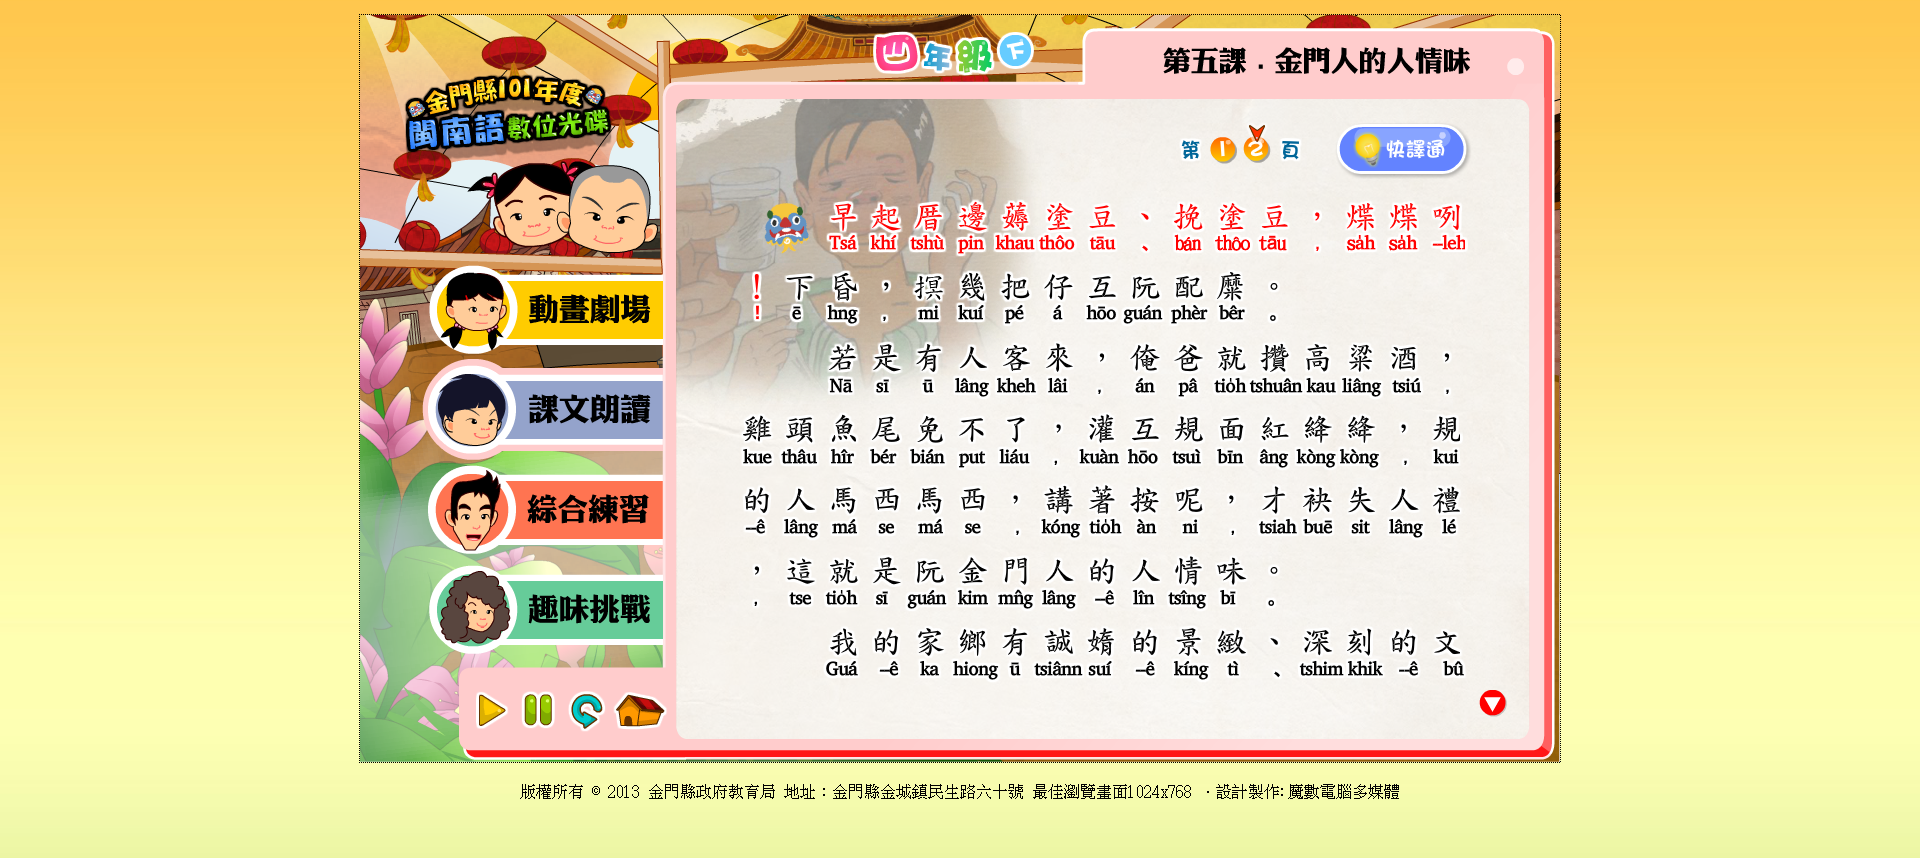 金門縣101年度
閩南語數位光碟
四年級下
第五課．金門人的人情味
動畫劇場
課文朗讀
綜合練習
趣味挑戰
第 1 2 頁
快譯通
早起厝邊薅塗豆、挽塗豆，煠煠咧
Tsá khí tshù pin khau thôo tāu 、 bán thôo tāu , sa̍h sa̍h --leh
！下昏，摜幾把仔互阮配糜。
! ē hng , mi kuí pé á hōo guán phèr bêr 。
若是有人客來，俺爸就攢高粱酒，
Nā sī ū lâng kheh lâi , án pâ tio̍h tshuân kau liâng tsiú ,
雞頭魚尾免不了，灌互規面紅絳絳，規
kue thâu hîr bér bián put liáu , kuàn hōo tsuì bīn âng kòng kòng , kui
的人馬西馬西，講著按呢，才袂失人禮
--ê lâng má se má se , kóng tio̍h àn ni , tsiah buē sit lâng lé
，這就是阮金門人的人情味。
, tse tio̍h sī guán kim mn̂g lâng --ê lîn tsîng bī 。
我的家鄉有誠媠的景緻、深刻的文
Guá --ê ka hiong ū tsiânn suí --ê kíng tì 、 tshim khik --ê bû
版權所有 © 2013 金門縣政府教育局 地址：金門縣金城鎮民生路六十號 最佳瀏覽畫面1024x768 ‧設計製作:魔數電腦多媒體